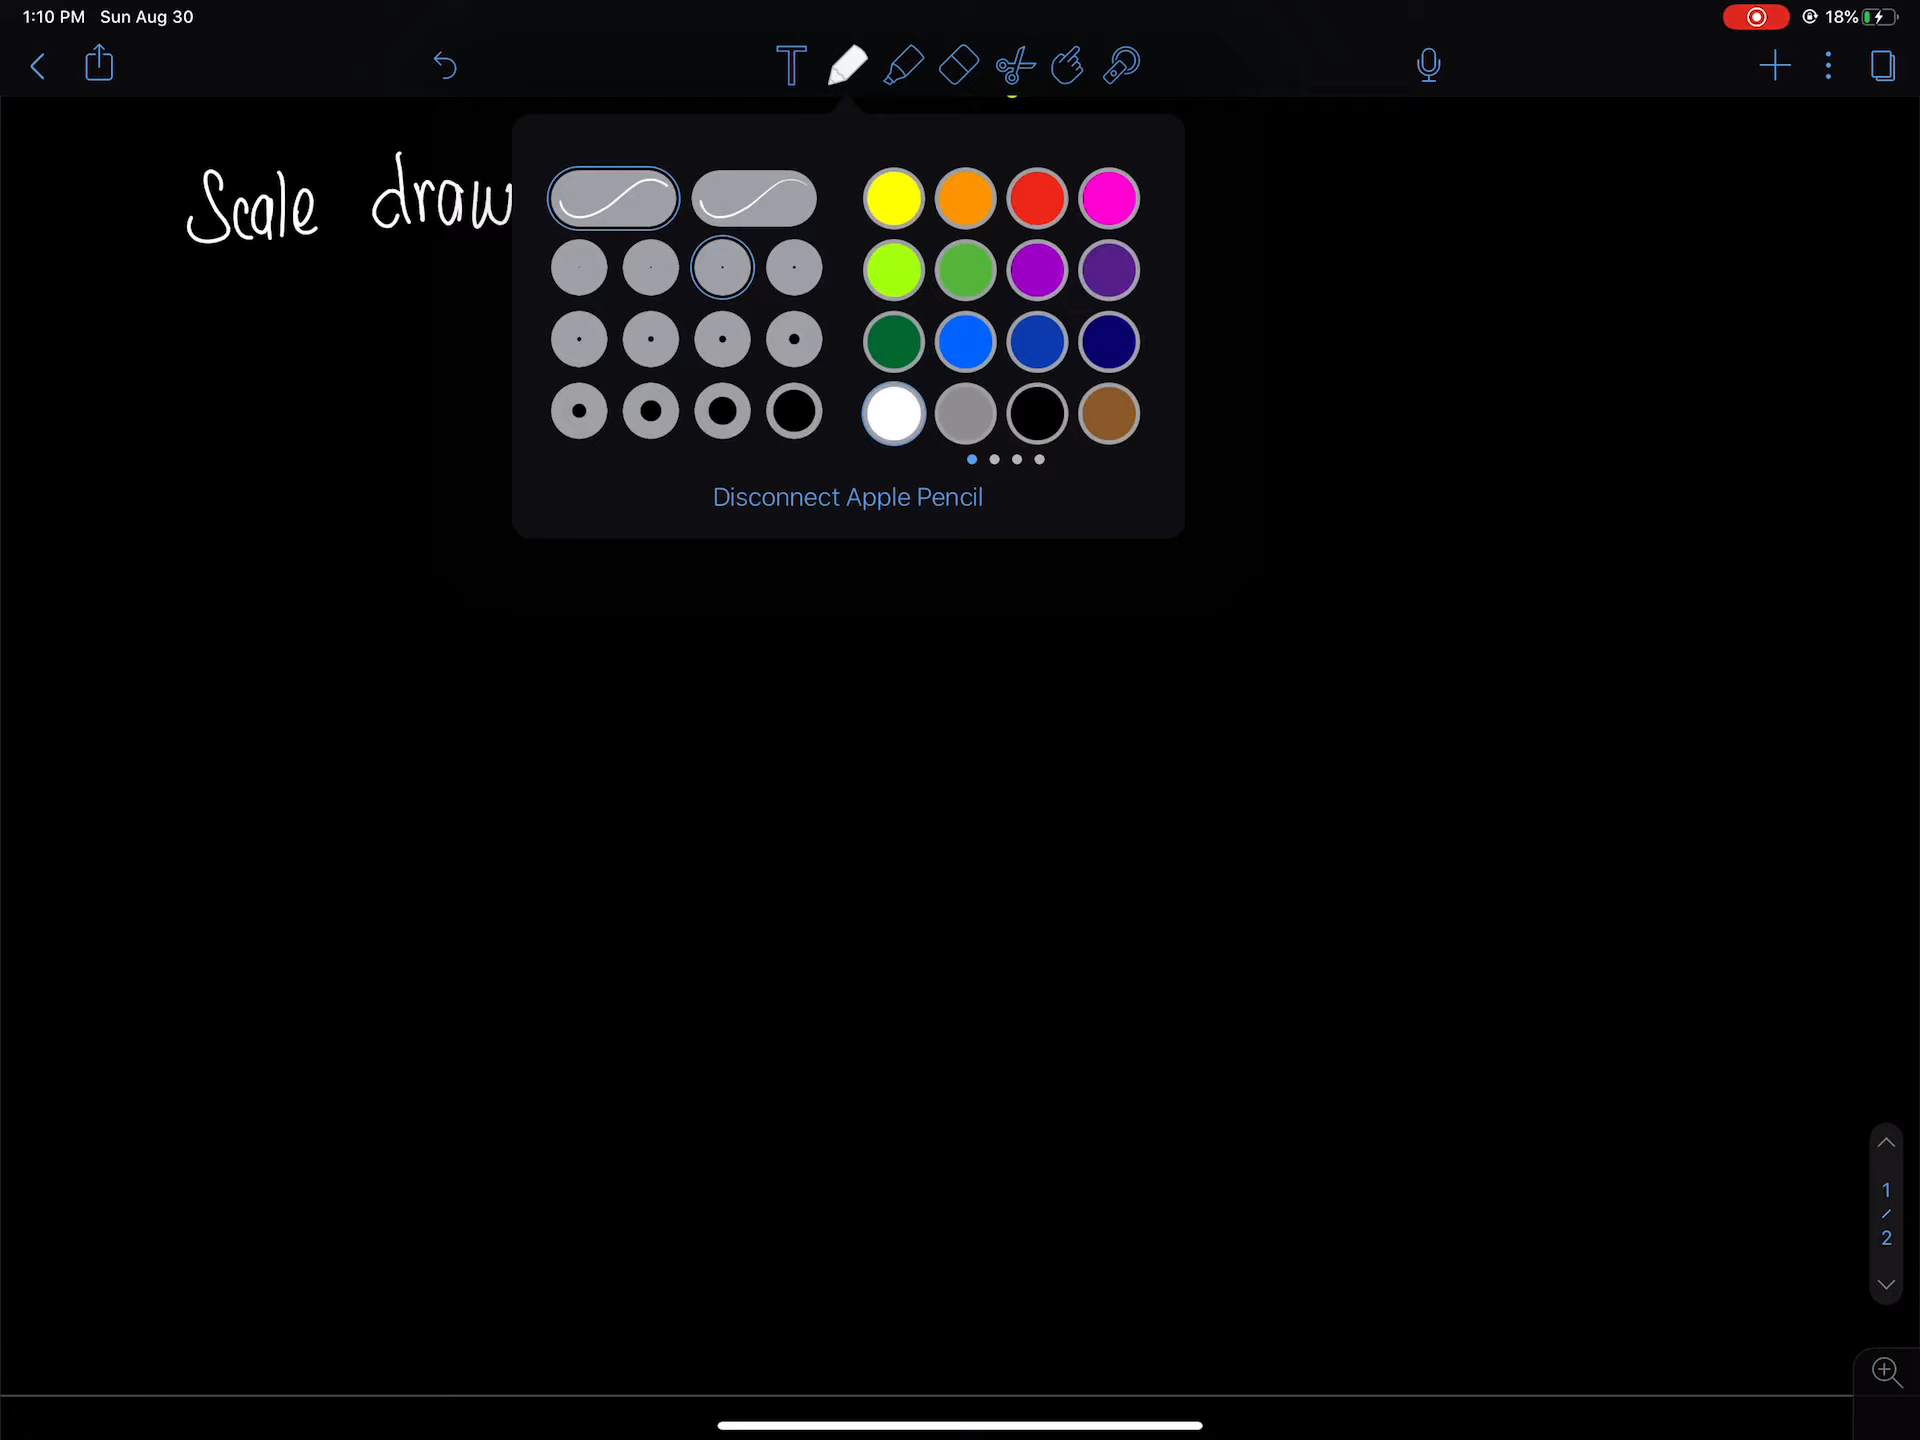 1:10 PM Sun Aug 30
18%
T
Scale draw
Disconnect Apple Pencil
1
/
2